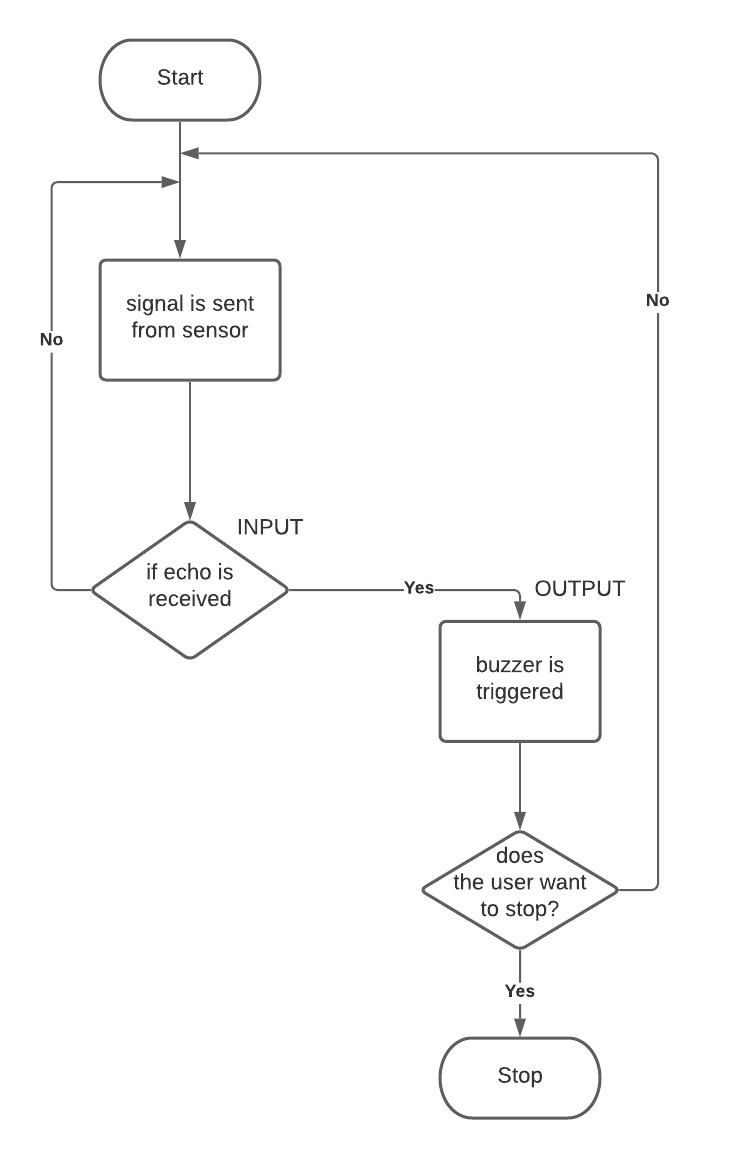 Start
No
signal is sent
from sensor
No
INPUT
if echo is
received
Yes
OUTPUT
buzzer is
triggered
does
the user want
to stop?
Yes
Stop